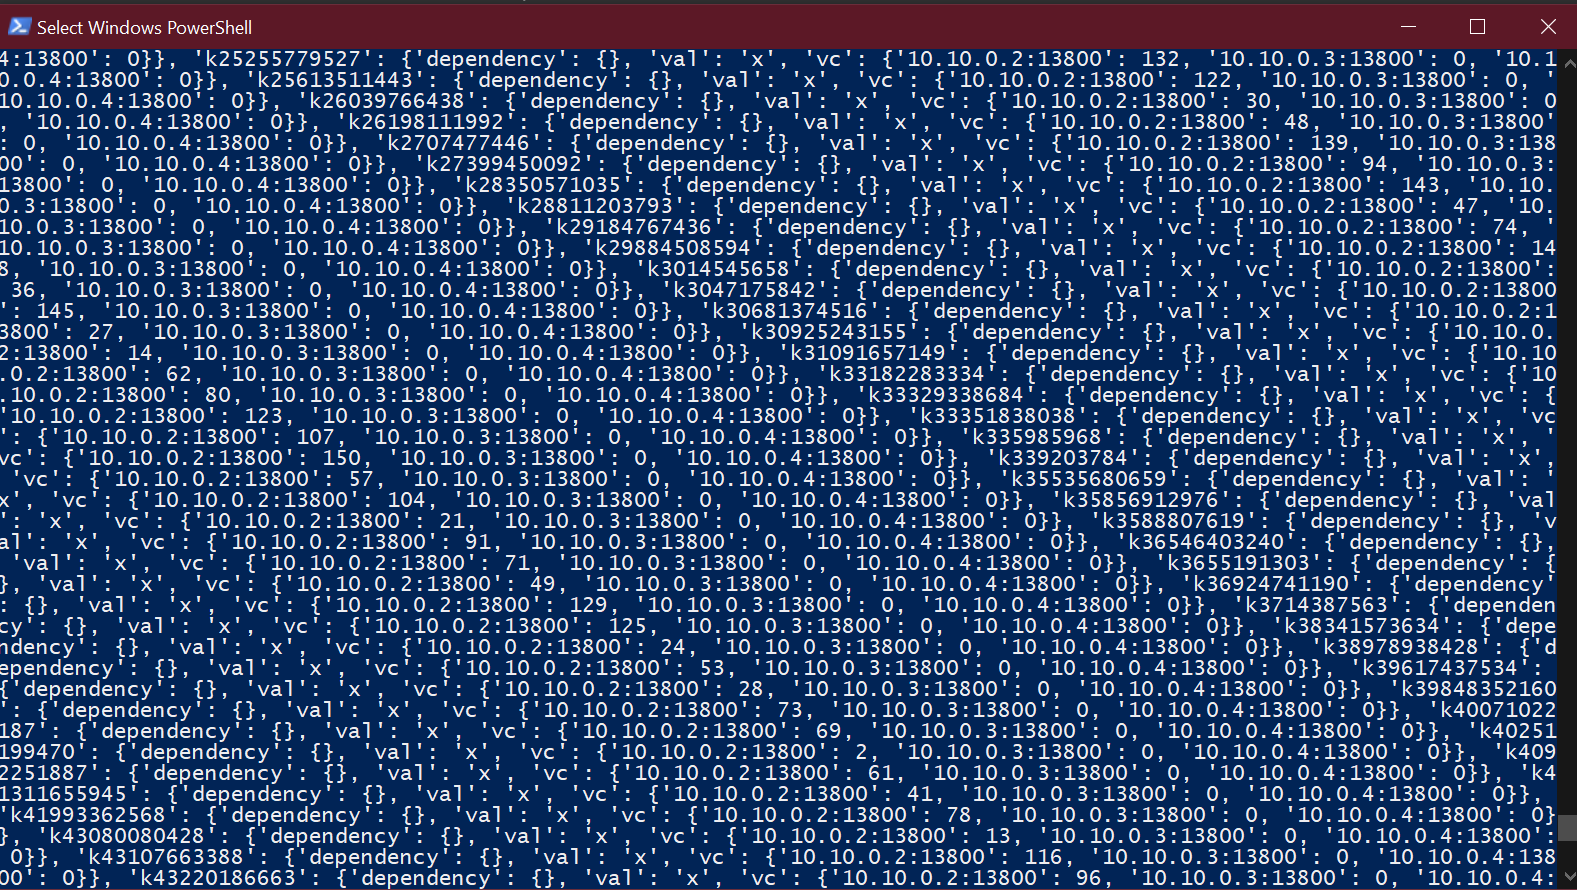 Select Windows PowerShell
4:13800': 0}}, 'k25255779527': {'dependency': {}, 'val': 'x', 'vc': {'10.10.0.2:13800': 132, '10.10.0.3:13800': 0, '10.1
0.0.4:13800': 0}}, 'k25613511443': {'dependency': {}, 'val': 'x', 'vc': {'10.10.0.2:13800': 122, '10.10.0.3:13800': 0, '
10.10.0.4:13800': 0}}, 'k26039766438': {'dependency': {}, 'val': 'x', 'vc': {'10.10.0.2:13800': 30, '10.10.0.3:13800': 0
, '10.10.0.4:13800': 0}}, 'k26198111992': {'dependency': {}, 'val': 'x', 'vc': {'10.10.0.2:13800': 48, '10.10.0.3:13800'
: 0, '10.10.0.4:13800': 0}}, 'k2707477446': {'dependency': {}, 'val': 'x', 'vc': {'10.10.0.2:13800': 139, '10.10.0.3:138
00': 0, '10.10.0.4:13800': 0}}, 'k27399450092': {'dependency': {}, 'val': 'x', 'vc': {'10.10.0.2:13800': 94, '10.10.0.3:
13800': 0, '10.10.0.4:13800': 0}}, 'k28350571035': {'dependency': {}, 'val': 'x', 'vc': {'10.10.0.2:13800': 143, '10.10.
0.3:13800': 0, '10.10.0.4:13800': 0}}, 'k28811203793': {'dependency': {}, 'val': 'x', 'vc': {'10.10.0.2:13800': 47, '10.
10.0.3:13800': 0, '10.10.0.4:13800': 0}}, 'k29184767436': {'dependency': {}, 'val': 'x', 'vc': {'10.10.0.2:13800': 74, '
10.10.0.3:13800': 0, '10.10.0.4:13800': 0}}, 'k29884508594': {'dependency': {}, 'val': 'x', 'vc': {'10.10.0.2:13800': 14
8, '10.10.0.3:13800': 0, '10.10.0.4:13800': 0}}, 'k3014545658': {'dependency': {}, 'val': 'x', 'vc': {'10.10.0.2:13800':
 36, '10.10.0.3:13800': 0, '10.10.0.4:13800': 0}}, 'k3047175842': {'dependency': {}, 'val': 'x', 'vc': {'10.10.0.2:13800
': 145, '10.10.0.3:13800': 0, '10.10.0.4:13800': 0}}, 'k30681374516': {'dependency': {}, 'val': 'x', 'vc': {'10.10.0.2:1
3800': 27, '10.10.0.3:13800': 0, '10.10.0.4:13800': 0}}, 'k30925243155': {'dependency': {}, 'val': 'x', 'vc': {'10.10.0.
2:13800': 14, '10.10.0.3:13800': 0, '10.10.0.4:13800': 0}}, 'k31091657149': {'dependency': {}, 'val': 'x', 'vc': {'10.10
.0.2:13800': 62, '10.10.0.3:13800': 0, '10.10.0.4:13800': 0}}, 'k33182283334': {'dependency': {}, 'val': 'x', 'vc': {'10
.10.0.2:13800': 80, '10.10.0.3:13800': 0, '10.10.0.4:13800': 0}}, 'k33329338684': {'dependency': {}, 'val': 'x', 'vc': {
'10.10.0.2:13800': 123, '10.10.0.3:13800': 0, '10.10.0.4:13800': 0}}, 'k33351838038': {'dependency': {}, 'val': 'x', 'vc
': {'10.10.0.2:13800': 107, '10.10.0.3:13800': 0, '10.10.0.4:13800': 0}}, 'k335985968': {'dependency': {}, 'val': 'x', '
vc': {'10.10.0.2:13800': 150, '10.10.0.3:13800': 0, '10.10.0.4:13800': 0}}, 'k339203784': {'dependency': {}, 'val': 'x',
 'vc': {'10.10.0.2:13800': 57, '10.10.0.3:13800': 0, '10.10.0.4:13800': 0}}, 'k35535680659': {'dependency': {}, 'val': '
x', 'vc': {'10.10.0.2:13800': 104, '10.10.0.3:13800': 0, '10.10.0.4:13800': 0}}, 'k35856912976': {'dependency': {}, 'val
': 'x', 'vc': {'10.10.0.2:13800': 21, '10.10.0.3:13800': 0, '10.10.0.4:13800': 0}}, 'k3588807619': {'dependency': {}, 'v
al': 'x', 'vc': {'10.10.0.2:13800': 91, '10.10.0.3:13800': 0, '10.10.0.4:13800': 0}}, 'k36546403240': {'dependency': {},
 'val': 'x', 'vc': {'10.10.0.2:13800': 71, '10.10.0.3:13800': 0, '10.10.0.4:13800': 0}}, 'k3655191303': {'dependency': {
}, 'val': 'x', 'vc': {'10.10.0.2:13800': 49, '10.10.0.3:13800': 0, '10.10.0.4:13800': 0}}, 'k36924741190': {'dependency'
: {}, 'val': 'x', 'vc': {'10.10.0.2:13800': 129, '10.10.0.3:13800': 0, '10.10.0.4:13800': 0}}, 'k3714387563': {'dependen
cy': {}, 'val': 'x', 'vc': {'10.10.0.2:13800': 125, '10.10.0.3:13800': 0, '10.10.0.4:13800': 0}}, 'k38341573634': {'depe
ndency': {}, 'val': 'x', 'vc': {'10.10.0.2:13800': 24, '10.10.0.3:13800': 0, '10.10.0.4:13800': 0}}, 'k38978938428': {'d
ependency': {}, 'val': 'x', 'vc': {'10.10.0.2:13800': 53, '10.10.0.3:13800': 0, '10.10.0.4:13800': 0}}, 'k39617437534':
{'dependency': {}, 'val': 'x', 'vc': {'10.10.0.2:13800': 28, '10.10.0.3:13800': 0, '10.10.0.4:13800': 0}}, 'k39848352160
': {'dependency': {}, 'val': 'x', 'vc': {'10.10.0.2:13800': 73, '10.10.0.3:13800': 0, '10.10.0.4:13800': 0}}, 'k40071022
187': {'dependency': {}, 'val': 'x', 'vc': {'10.10.0.2:13800': 69, '10.10.0.3:13800': 0, '10.10.0.4:13800': 0}}, 'k40251
199470': {'dependency': {}, 'val': 'x', 'vc': {'10.10.0.2:13800': 2, '10.10.0.3:13800': 0, '10.10.0.4:13800': 0}}, 'k409
2251887': {'dependency': {}, 'val': 'x', 'vc': {'10.10.0.2:13800': 61, '10.10.0.3:13800': 0, '10.10.0.4:13800': 0}}, 'k4
1311655945': {'dependency': {}, 'val': 'x', 'vc': {'10.10.0.2:13800': 41, '10.10.0.3:13800': 0, '10.10.0.4:13800': 0}},
'k41993362568': {'dependency': {}, 'val': 'x', 'vc': {'10.10.0.2:13800': 78, '10.10.0.3:13800': 0, '10.10.0.4:13800': 0}
}, 'k43080080428': {'dependency': {}, 'val': 'x', 'vc': {'10.10.0.2:13800': 13, '10.10.0.3:13800': 0, '10.10.0.4:13800':
 0}}, 'k43107663388': {'dependency': {}, 'val': 'x', 'vc': {'10.10.0.2:13800': 116, '10.10.0.3:13800': 0, '10.10.0.4:138
00': 0}}, 'k43220186663': {'dependency': {}, 'val': 'x', 'vc': {'10.10.0.2:13800': 96, '10.10.0.3:13800': 0, '10.10.0.4: